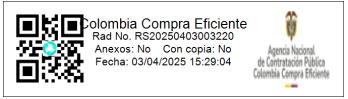 Colombia Compra Eficiente
Rad No. RS20250403003220
Anexos: No Con copia: No
Fecha: 03/04/2025 15:29:04
Agencia Nacional
de Contratación Pública
Colombia Compra Eficiente